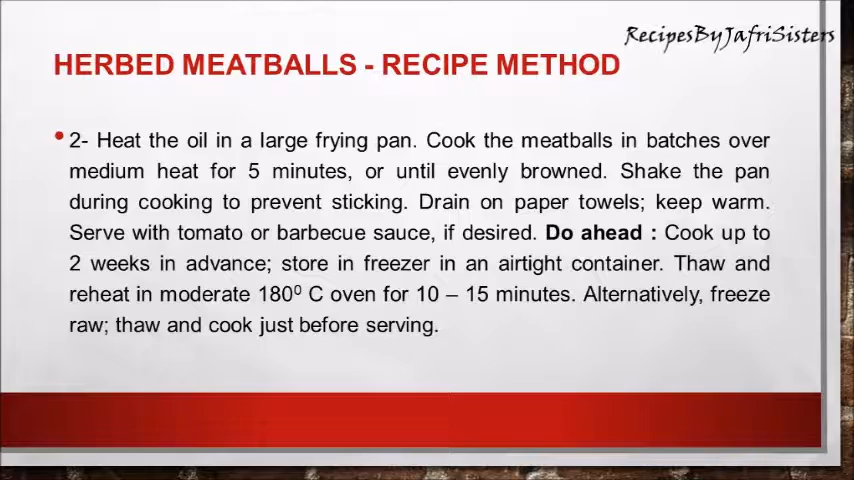 RecipesByJafriSisters
HERBED MEATBALLS - RECIPE METHOD
• 2- Heat the oil in a large frying pan. Cook the meatballs in batches over
medium heat for 5 minutes, or until evenly browned. Shake the pan
during cooking to prevent sticking. Drain on paper towels; keep warm.
Serve with tomato or barbecue sauce, if desired. Do ahead : Cook up to
2 weeks in advance; store in freezer in an airtight container. Thaw and
reheat in moderate 180⁰ C oven for 10 – 15 minutes. Alternatively, freeze
raw; thaw and cook just before serving.